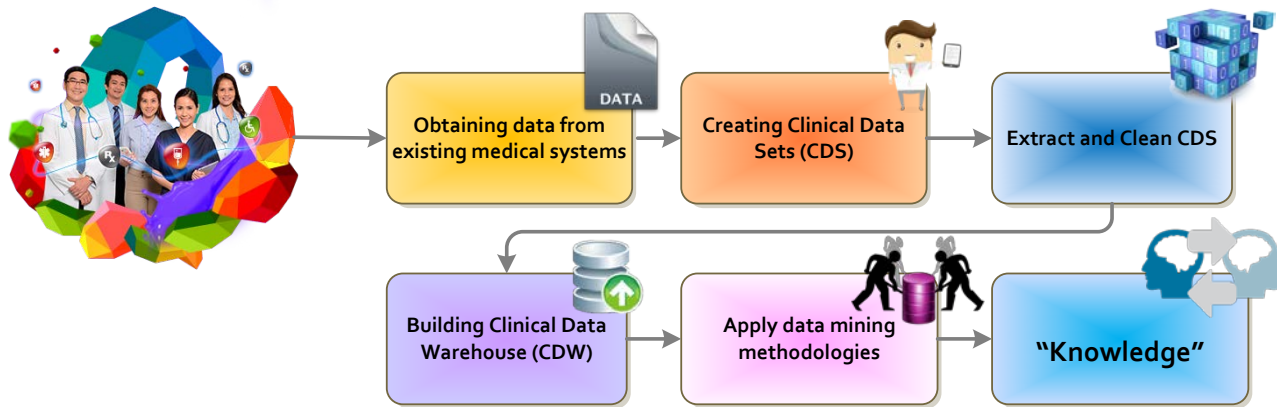 DATA
Obtaining data from
existing medical systems
Creating Clinical Data
Sets (CDS)
Extract and Clean CDS
Building Clinical Data
Warehouse (CDW)
Apply data mining
methodologies
“Knowledge”